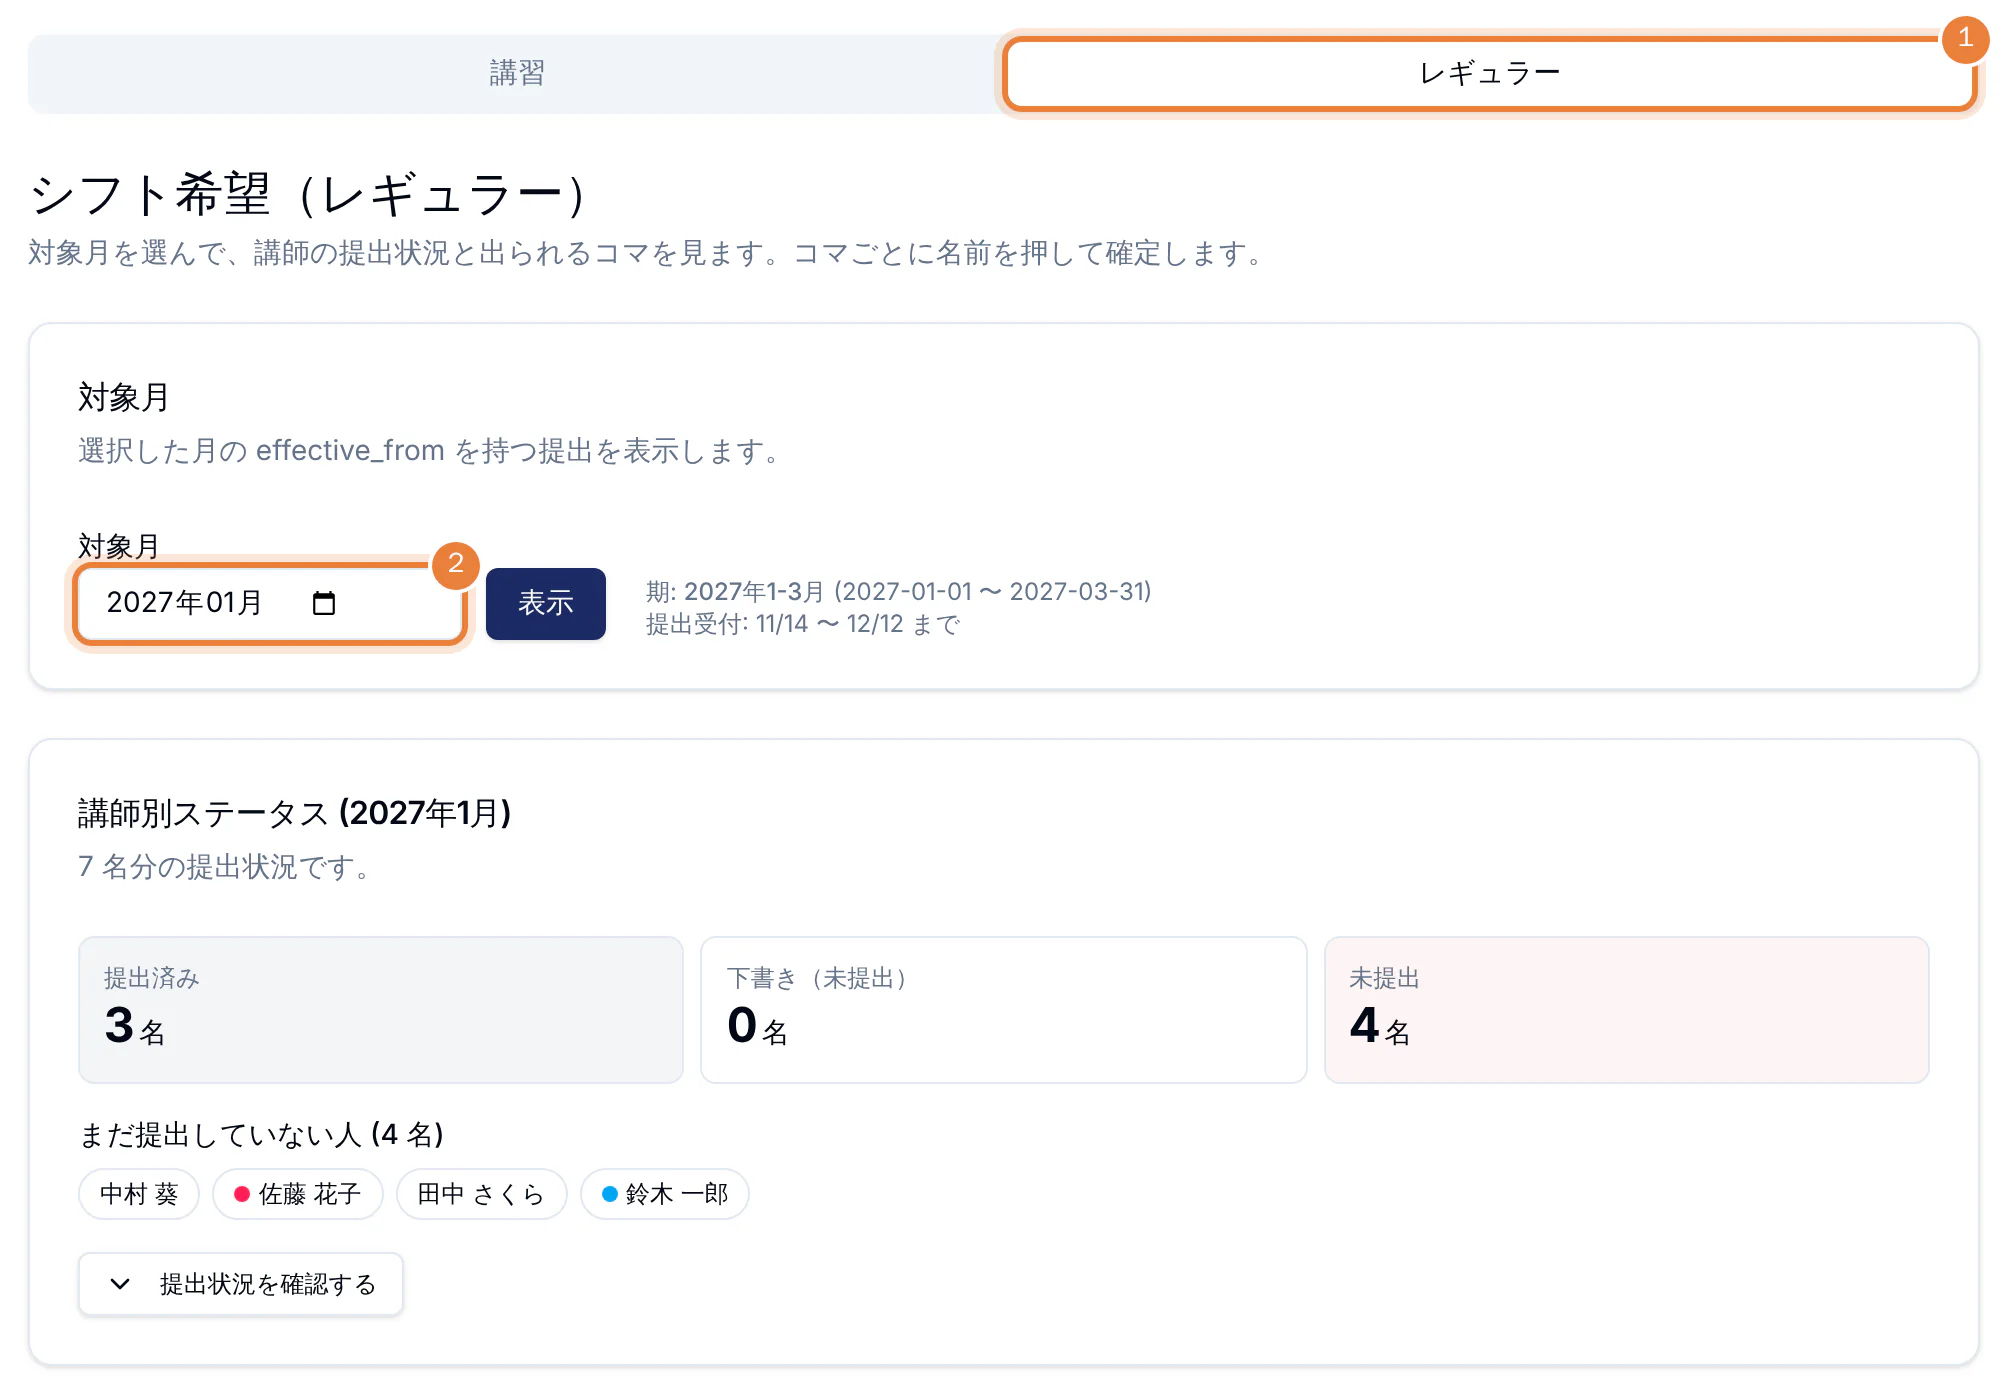 講習
レギュラー
1
シフト希望（レギュラー）
対象月を選んで、講師の提出状況と出られるコマを見ます。コマごとに名前を押して確定します。
対象月
選択した月の effective_from を持つ提出を表示します。
対象月
2
2027年01月
表示
期: 2027年1-3月 (2027-01-01 〜 2027-03-31)
提出受付: 11/14 〜 12/12 まで
講師別ステータス (2027年1月)
7 名分の提出状況です。
提出済み
3 名
下書き（未提出）
0 名
未提出
4 名
まだ提出していない人 (4 名)
中村 葵
佐藤 花子
田中 さくら
鈴木 一郎
提出状況を確認する